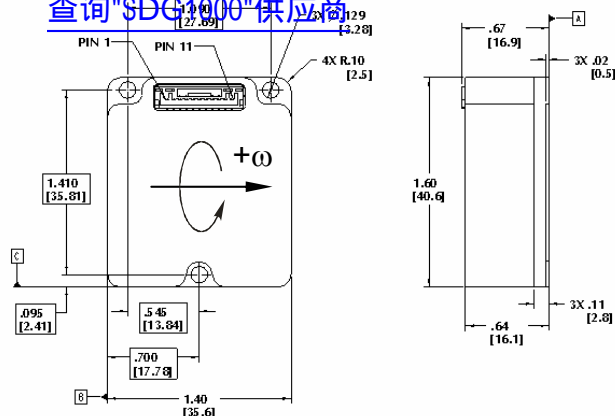 查询"SDG1000"供应商
1.090
[27.69]
3X Ø.129
[3.28]
PIN 1
PIN 11
4X R.10
[2.5]
+ω
1.410
[35.81]
C
.095
[2.41]
.545
[13.84]
.700
[17.78]
B
1.40
[35.6]
.67
[16.9]
A
3X .02
[0.5]
1.60
[40.6]
3X .11
[2.8]
.64
[16.1]